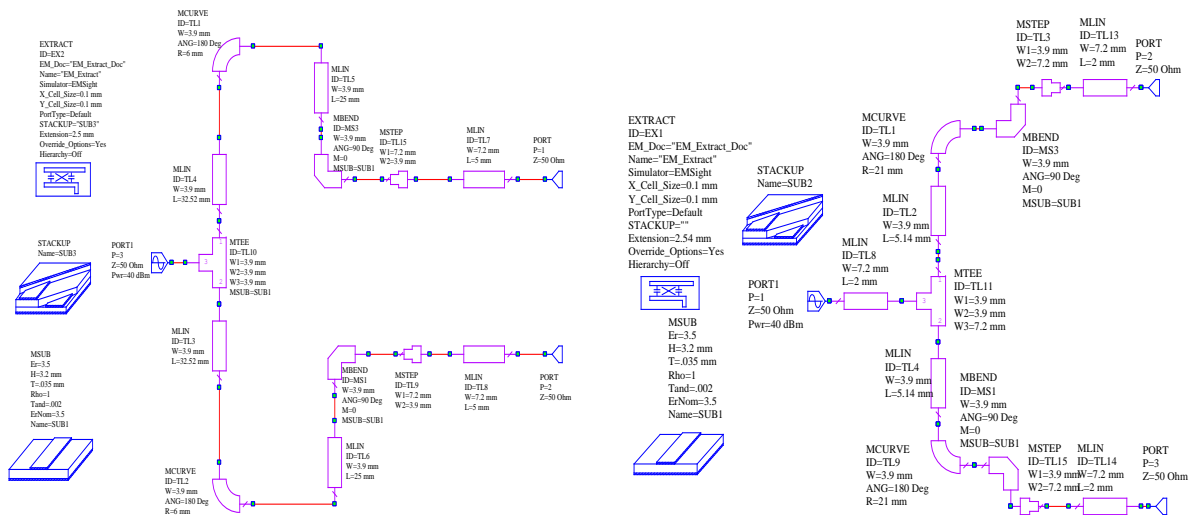 MCURVE
ID=TL1
W=3.9 mm
ANG=180 Deg
R=6 mm
EXTRACT
ID=EX2
EM_Doc="EM_Extract_Doc"
Name="EM_Extract"
Simulator=EMSight
X_Cell_Size=0.1 mm
Y_Cell_Size=0.1 mm
PortType=Default
STACKUP="SUB3"
Extension=2.5 mm
Override_Options=Yes
Hierarchy=Off
MLIN
ID=TL5
W=3.9 mm
L=25 mm
MBEND
ID=MS3
W=3.9 mm
ANG=90 Deg
M=0
MSUB=SUB1
MSTEP
ID=TL15
W1=7.2 mm
W2=3.9 mm
MLIN
ID=TL7
W=7.2 mm
L=5 mm
PORT
P=1
Z=50 Ohm
MLIN
ID=TL4
W=3.9 mm
L=32.52 mm
STACKUP
Name=SUB3
PORT1
P=3
Z=50 Ohm
Pwr=40 dBm
1
3
2
MTEE
ID=TL10
W1=3.9 mm
W2=3.9 mm
W3=3.9 mm
MSUB=SUB1
MLIN
ID=TL3
W=3.9 mm
L=32.52 mm
MSUB
Er=3.5
H=3.2 mm
T=.035 mm
Rho=1
Tand=.002
ErNom=3.5
Name=SUB1
MBEND
ID=MS1
W=3.9 mm
ANG=90 Deg
M=0
MSUB=SUB1
MSTEP
ID=TL9
W1=7.2 mm
W2=3.9 mm
MLIN
ID=TL8
W=7.2 mm
L=5 mm
PORT
P=2
Z=50 Ohm
MLIN
ID=TL6
W=3.9 mm
L=25 mm
MCURVE
ID=TL2
W=3.9 mm
ANG=180 Deg
R=6 mm
MSTEP
ID=TL3
W1=3.9 mm
W2=7.2 mm
MLIN
ID=TL13
W=7.2 mm
L=2 mm
PORT
P=2
Z=50 Ohm
EXTRACT
ID=EX1
EM_Doc="EM_Extract_Doc"
Name="EM_Extract"
Simulator=EMSight
X_Cell_Size=0.1 mm
Y_Cell_Size=0.1 mm
PortType=Default
STACKUP=""
Extension=2.54 mm
Override_Options=Yes
Hierarchy=Off
MCURVE
ID=TL1
W=3.9 mm
ANG=180 Deg
R=21 mm
MBEND
ID=MS3
W=3.9 mm
ANG=90 Deg
M=0
MSUB=SUB1
STACKUP
Name=SUB2
MLIN
ID=TL2
W=3.9 mm
L=5.14 mm
MLIN
ID=TL8
W=7.2 mm
L=2 mm
PORT1
P=1
Z=50 Ohm
Pwr=40 dBm
1
3
2
MTEE
ID=TL11
W1=3.9 mm
W2=3.9 mm
W3=7.2 mm
MSUB
Er=3.5
H=3.2 mm
T=.035 mm
Rho=1
Tand=.002
ErNom=3.5
Name=SUB1
MLIN
ID=TL4
W=3.9 mm
L=5.14 mm
MBEND
ID=MS1
W=3.9 mm
ANG=90 Deg
M=0
MSUB=SUB1
MCURVE
ID=TL9
W=3.9 mm
ANG=180 Deg
R=21 mm
MSTEP
ID=TL15
W1=3.9 mm
W2=7.2 mm
MLIN
ID=TL14
W=7.2 mm
L=2 mm
PORT
P=3
Z=50 Ohm